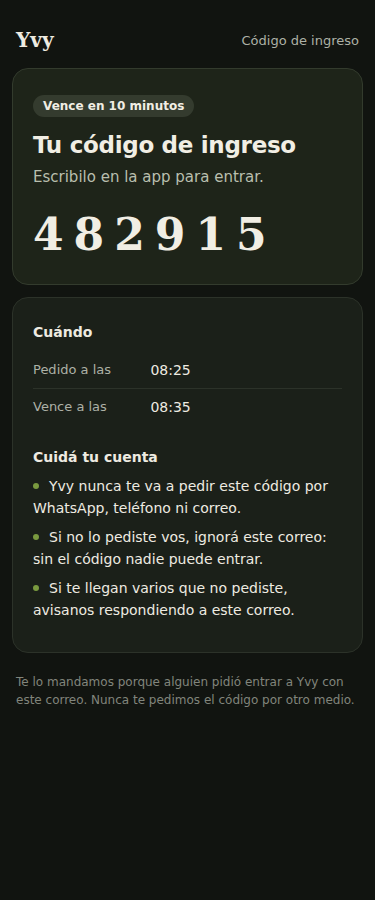 Yvy
Código de ingreso
Vence en 10 minutos
Tu código de ingreso
Escribilo en la app para entrar.
482915
Cuándo
Pedido a las 08:25
Vence a las 08:35
Cuidá tu cuenta
Yvy nunca te va a pedir este código por
WhatsApp, teléfono ni correo.
Si no lo pediste vos, ignorá este correo:
sin el código nadie puede entrar.
Si te llegan varios que no pediste,
avisanos respondiendo a este correo.
Te lo mandamos porque alguien pidió entrar a Yvy con
este correo. Nunca te pedimos el código por otro medio.